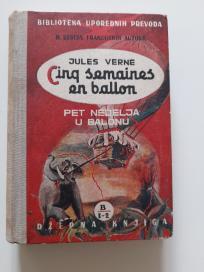 BIBLIOTEKA UPOREDNIH PREVODA
B. SERIJA FRANCUSKIH AUTORA
JULES VERNE
Cinq semaines
en ballon
PET NEDELJA
U BALONU
B
1-2
DŽEPNA KNJIGA